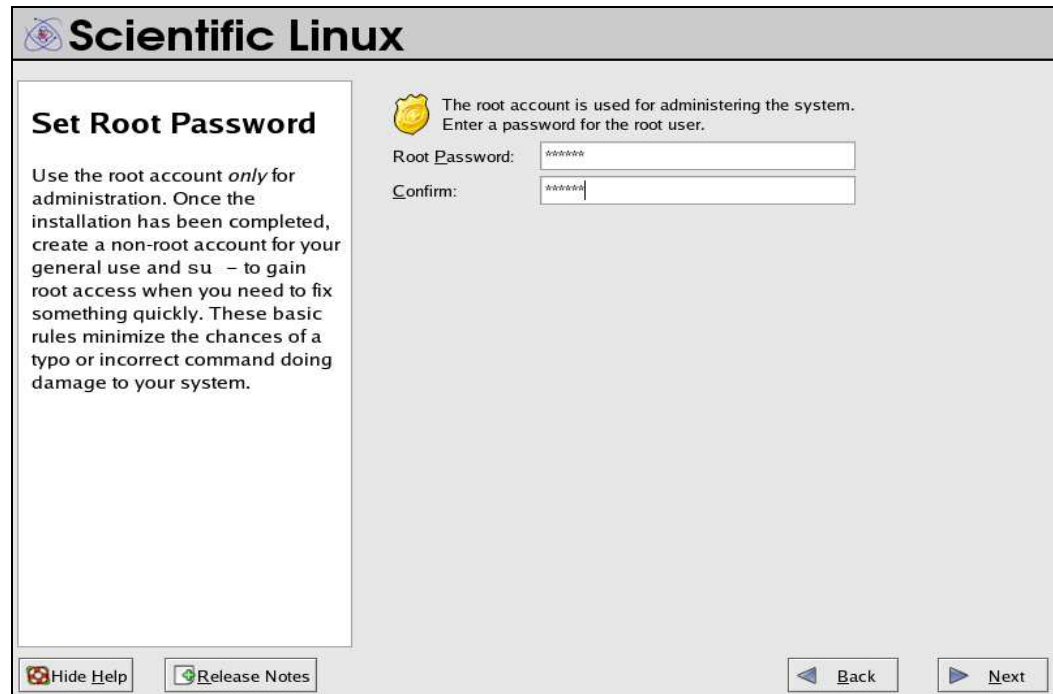 Scientific Linux
Set Root Password
Use the root account only for
administration. Once the
installation has been completed,
create a non-root account for your
general use and su – to gain
root access when you need to fix
something quickly. These basic
rules minimize the chances of a
typo or incorrect command doing
damage to your system.
The root account is used for administering the system.
Enter a password for the root user.
Root Password: ******
Confirm: ******
Hide Help
Release Notes
Back
Next